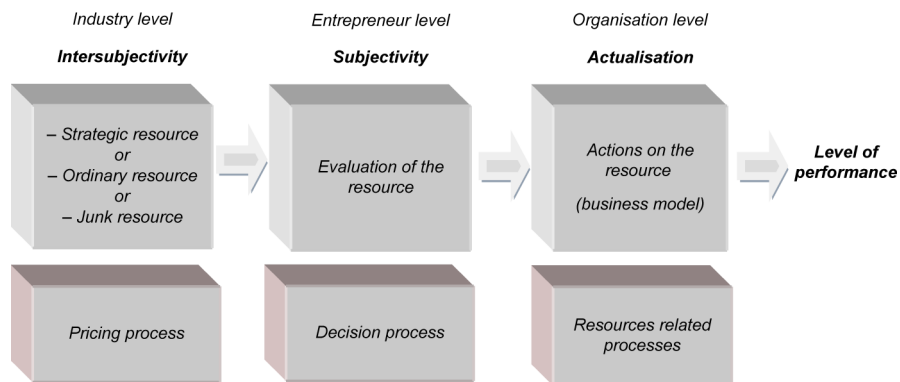 Industry level
Entrepreneur level
Organisation level
Intersubjectivity
Subjectivity
Actualisation
– Strategic resource
or
– Ordinary resource
or
– Junk resource
Evaluation of the
resource
Actions on the
resource
(business model)
Level of
performance
Pricing process
Decision process
Resources related
processes